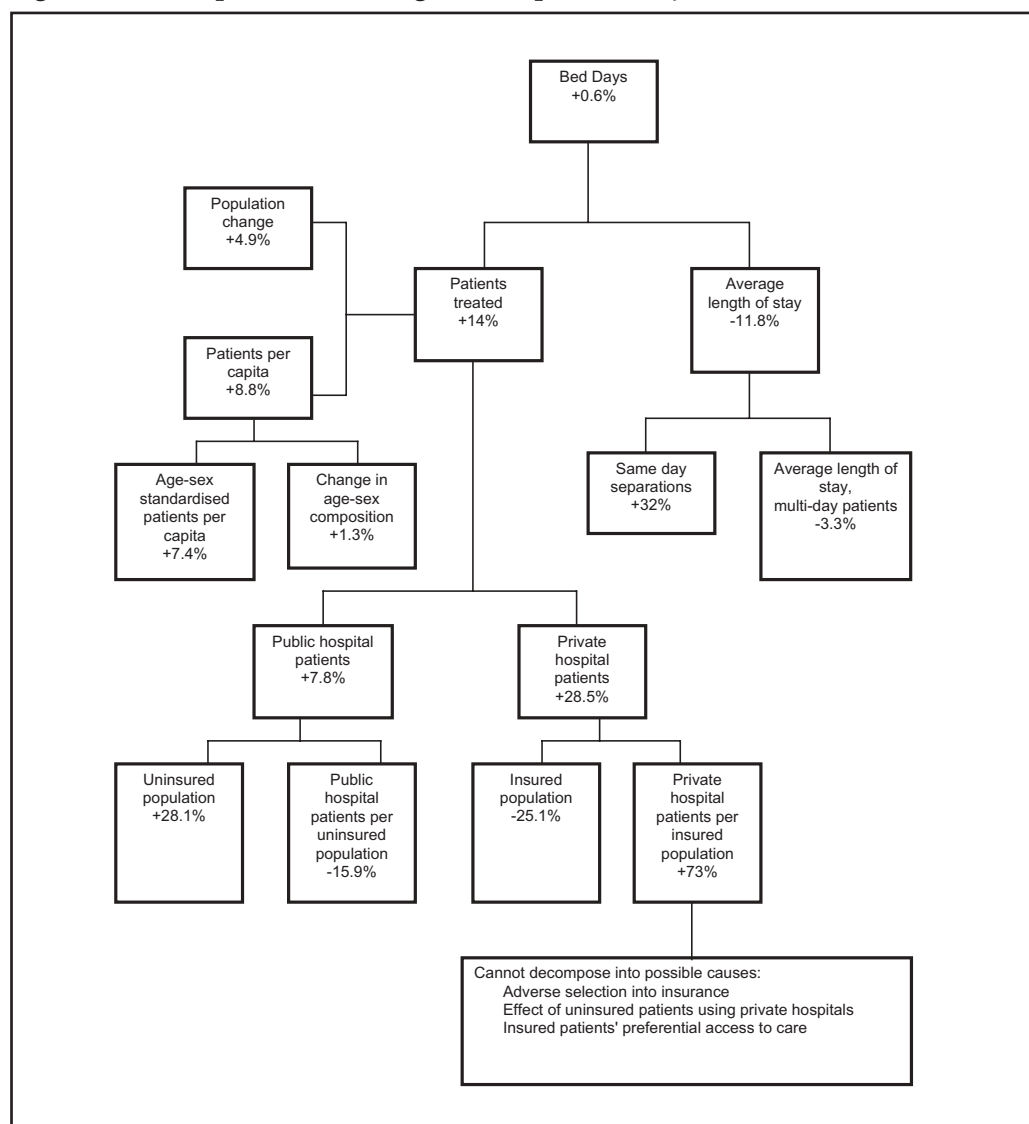 Bed Days
+0.6%
Population
change
+4.9%
Patients
treated
+14%
Average
length of stay
-11.8%
Patients per
capita
+8.8%
Age-sex
standardised
patients per
capita
+7.4%
Change in
age-sex
composition
+1.3%
Same day
separations
+32%
Average length of
stay,
multi-day patients
-3.3%
Public hospital
patients
+7.8%
Private
hospital
patients
+28.5%
Uninsured
population
+28.1%
Public
hospital
patients per
uninsured
population
-15.9%
Insured
population
-25.1%
Private
hospital
patients per
insured
population
+73%
Cannot decompose into possible causes:
Adverse selection into insurance
Effect of uninsured patients using private hospitals
Insured patients' preferential access to care